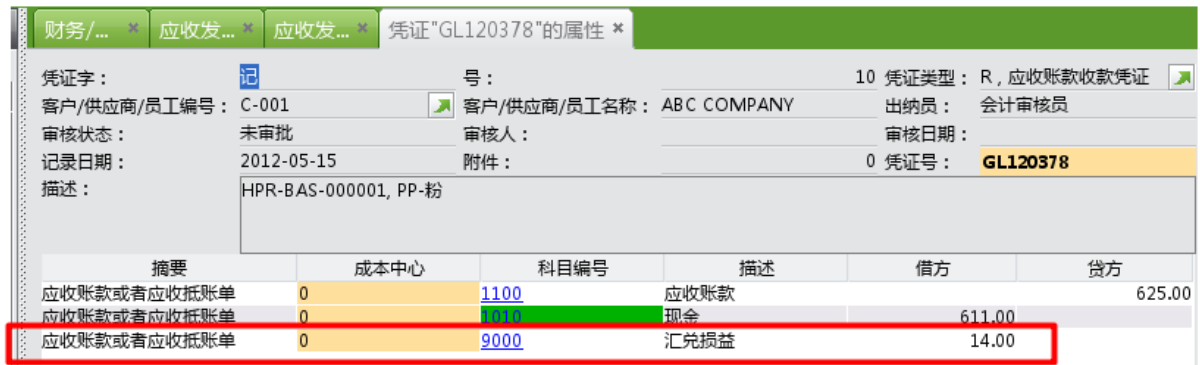 财务/... × 应收发... × 应收发... × 凭证"GL120378"的属性 ×
凭证字： 记 号： 10 凭证类型： R , 应收账款收款凭证
客户/供应商/员工编号： C-001 客户/供应商/员工名称： ABC COMPANY 出纳员： 会计审核员
审核状态： 未审批 审核人： 审核日期：
记录日期： 2012-05-15 附件： 0 凭证号： GL120378
描述： HPR-BAS-000001, PP-粉
摘要 成本中心 科目编号 描述 借方 贷方
应收账款或者应收抵账单 0 1100 应收账款 625.00
应收账款或者应收抵账单 0 1010 现金 611.00
应收账款或者应收抵账单 0 9000 汇兑损益 14.00